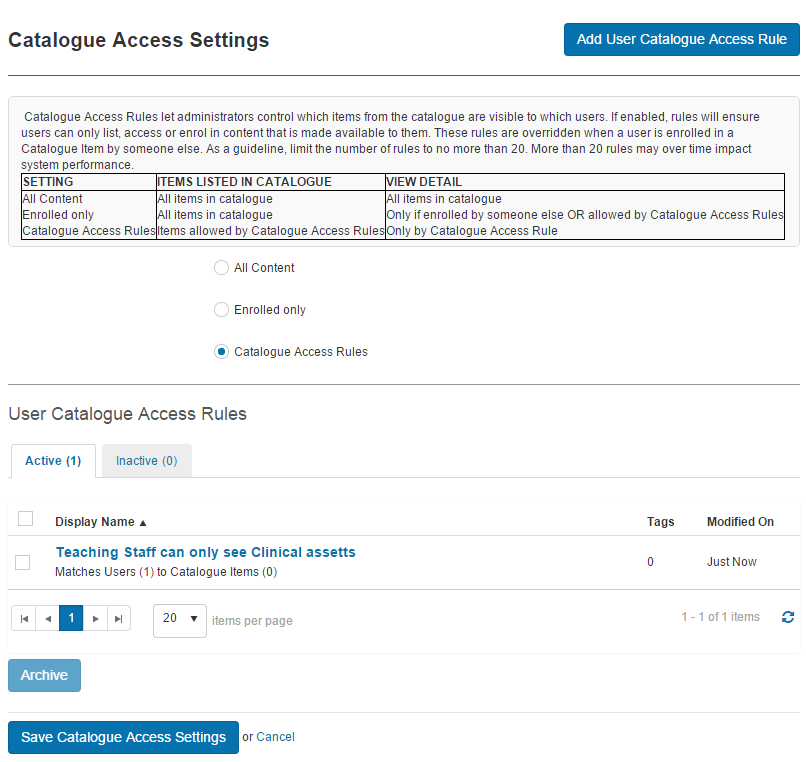 Catalogue Access Settings
Add User Catalogue Access Rule
Catalogue Access Rules let administrators control which items from the catalogue are visible to which users. If enabled, rules will ensure
users can only list, access or enrol in content that is made available to them. These rules are overridden when a user is enrolled in a
Catalogue Item by someone else. As a guideline, limit the number of rules to no more than 20. More than 20 rules may over time impact
system performance.
SETTING ITEMS LISTED IN CATALOGUE VIEW DETAIL
All Content All items in catalogue All items in catalogue
Enrolled only All items in catalogue Only if enrolled by someone else OR allowed by Catalogue Access Rules
Catalogue Access Rules Items allowed by Catalogue Access Rules Only by Catalogue Access Rule
All Content
Enrolled only
Catalogue Access Rules
User Catalogue Access Rules
Active (1) Inactive (0)
Display Name ▲ Tags Modified On
Teaching Staff can only see Clinical assetts
Matches Users (1) to Catalogue Items (0) 0 Just Now
1 20 items per page 1 - 1 of 1 items
Archive
Save Catalogue Access Settings or Cancel